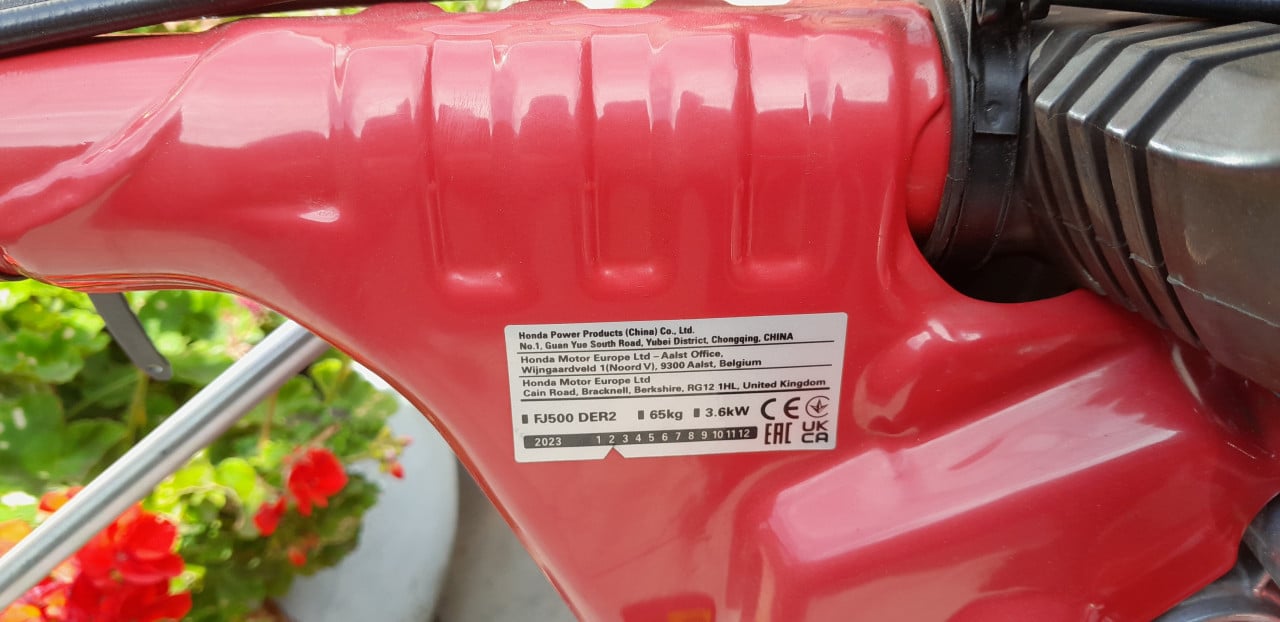 Honda Power Products (China) Co., Ltd.
No.1, Guan Yue South Road, Yubei District, Chongqing, CHINA
Honda Motor Europe Ltd – Aalst Office,
Wijngaardveld 1(Noord V), 9300 Aalst, Belgium
Honda Motor Europe Ltd
Cain Road, Bracknell, Berkshire, RG12 1HL, United Kingdom
FJ500 DER2 65kg 3.6kW CE
EAC UK CA
2023 1 2 3 4 5 6 7 8 9 10 11 12